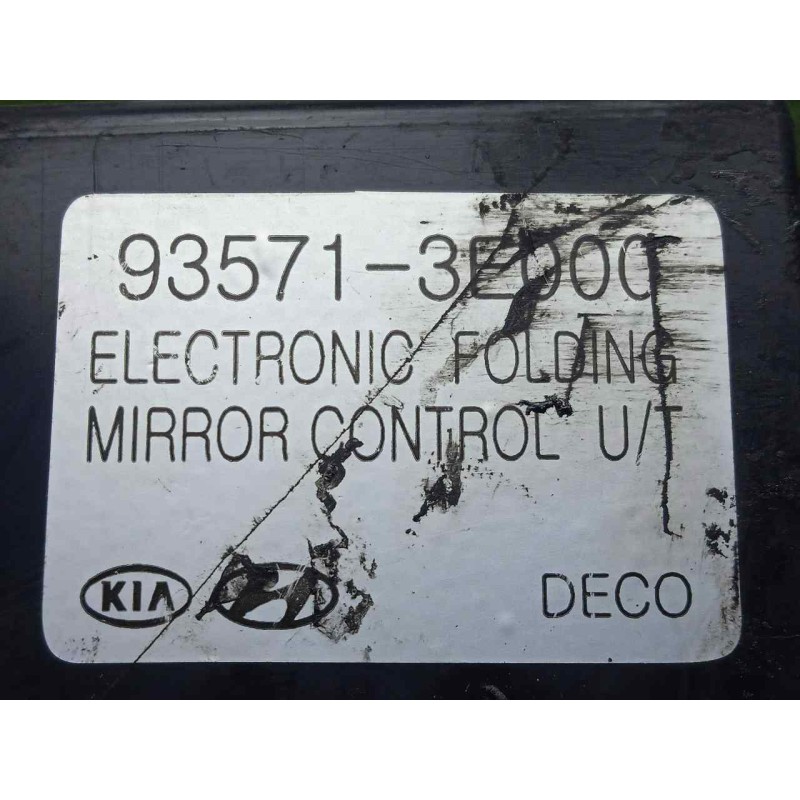 93571-3E000
ELECTRONIC FOLDING
MIRROR CONTROL U/T
KIA
DECO